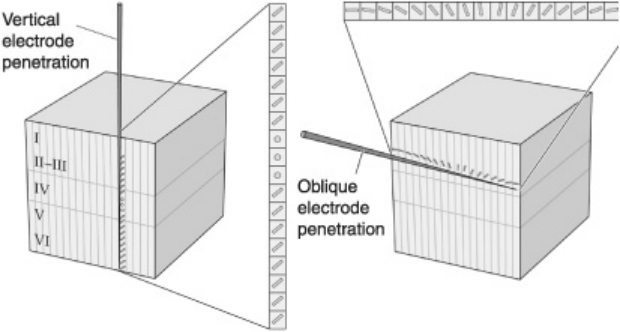 Vertical
electrode
penetration
I
II–III
IV
V
VI
Oblique
electrode
penetration